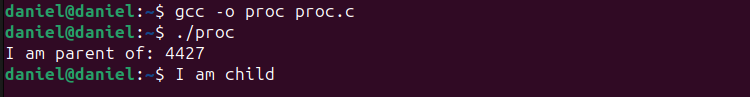 daniel@daniel:~$ gcc -o proc proc.c
daniel@daniel:~$ ./proc
I am parent of: 4427
daniel@daniel:~$ I am child